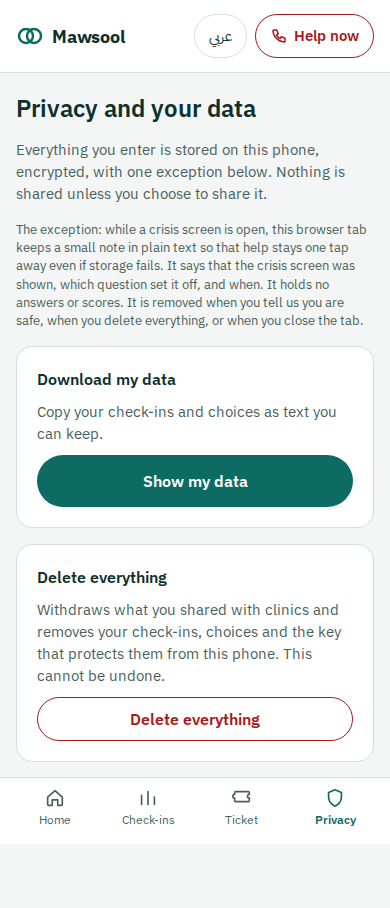 Mawsool
عربي
Help now
Privacy and your data
Everything you enter is stored on this phone,
encrypted, with one exception below. Nothing is
shared unless you choose to share it.
The exception: while a crisis screen is open, this browser tab
keeps a small note in plain text so that help stays one tap
away even if storage fails. It says that the crisis screen was
shown, which question set it off, and when. It holds no
answers or scores. It is removed when you tell us you are
safe, when you delete everything, or when you close the tab.
Download my data
Copy your check-ins and choices as text you
can keep.
Show my data
Delete everything
Withdraws what you shared with clinics and
removes your check-ins, choices and the key
that protects them from this phone. This
cannot be undone.
Delete everything
Home
Check-ins
Ticket
Privacy